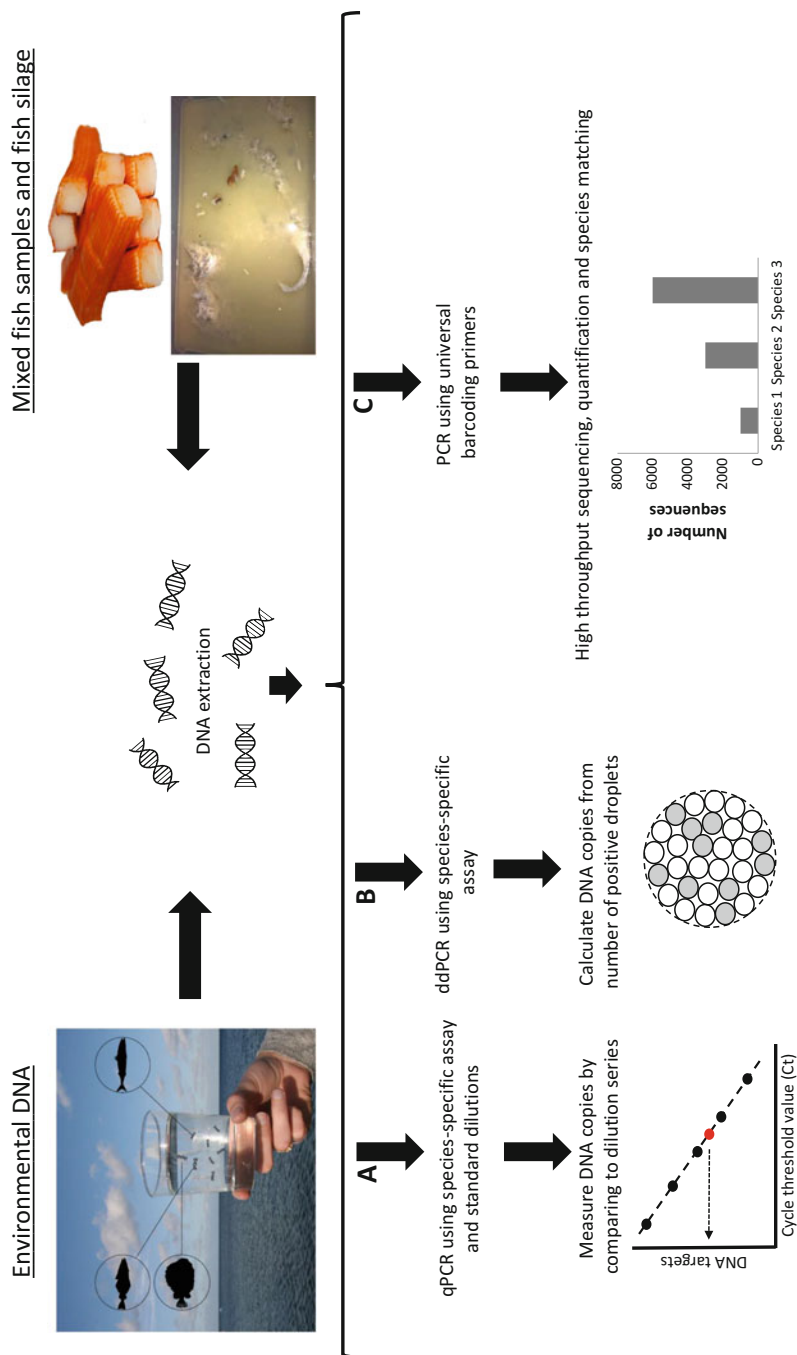 Environmental DNA
Mixed fish samples and fish silage
DNA extraction
A
B
C
qPCR using species-specific assay
and standard dilutions
ddPCR using species-specific
assay
PCR using universal
barcoding primers
Measure DNA copies by
comparing to dilution series
Calculate DNA copies from
number of positive droplets
High throughput sequencing, quantification and species matching
DNA targets
Cycle threshold value (Ct)
Number of
sequences
8000
6000
4000
2000
0
Species 1 Species 2 Species 3